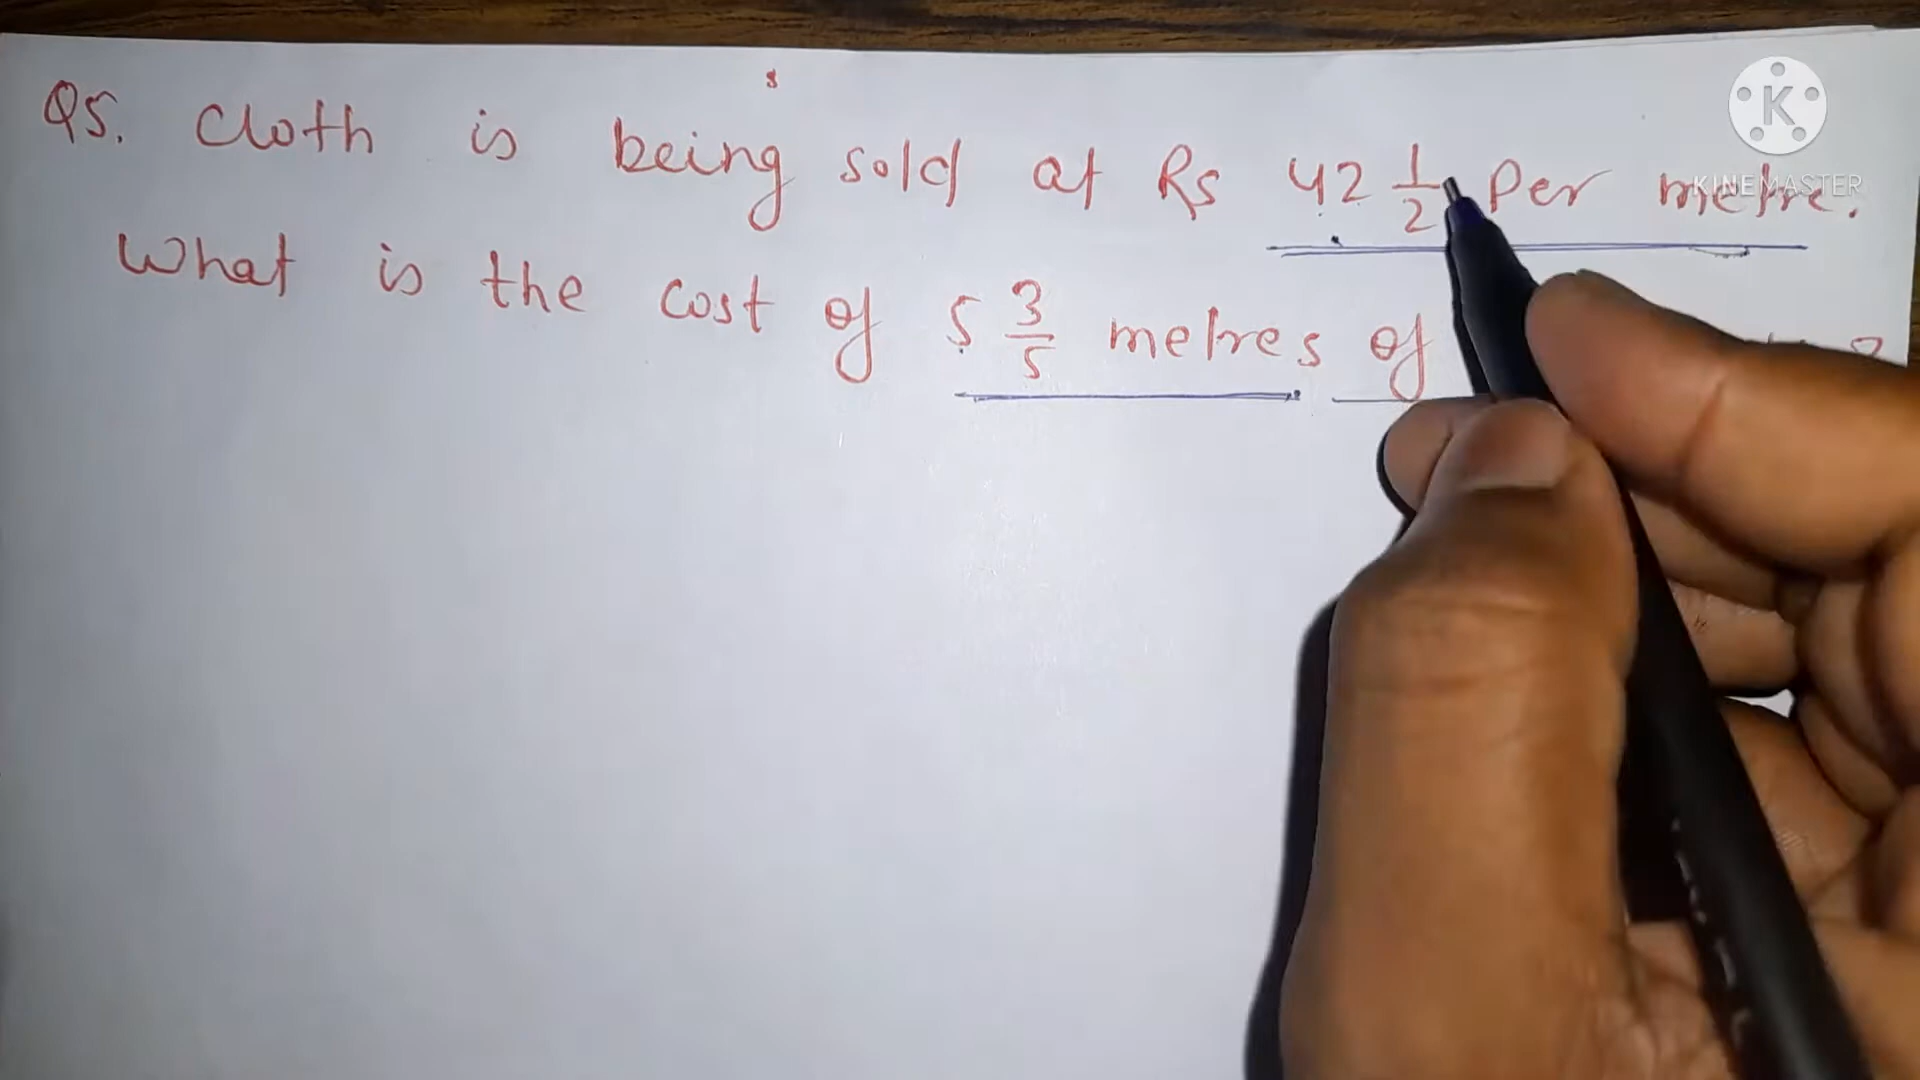 Q5. Cloth is being sold at Rs 42 1/2 Per metre.
What is the cost of 5 3/5 metres of
K
KINEMASTER